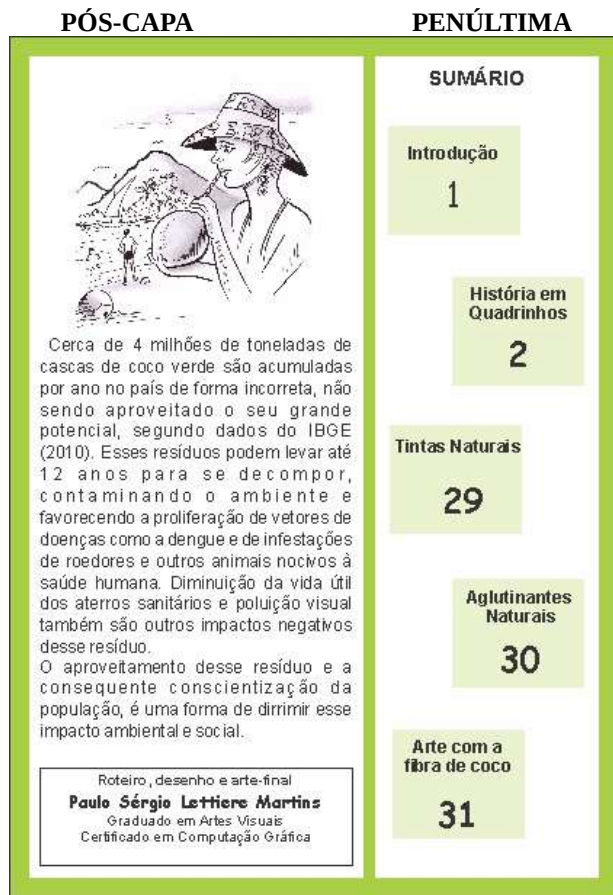 PÓS-CAPA
PENÚLTIMA
Cerca de 4 milhões de toneladas de
cascas de coco verde são acumuladas
por ano no país de forma incorreta, não
sendo aproveitado o seu grande
potencial, segundo dados do IBGE
(2010). Esses resíduos podem levar até
12 anos para se decompor,
contaminando o ambiente e
favorecendo a proliferação de vetores de
doenças como a dengue e de infestações
de roedores e outros animais nocivos à
saúde humana. Diminuição da vida útil
dos aterros sanitários e poluição visual
também são outros impactos negativos
desse resíduo.
O aproveitamento desse resíduo e a
consequente conscientização da
população, é uma forma de dirrimir esse
impacto ambiental e social.
Roteiro, desenho e arte-final
Paulo Sérgio Lettiere Martins
Graduado em Artes Visuais
Certificado em Computação Gráfica
SUMÁRIO
Introdução
1
História em
Quadrinhos
2
Tintas Naturais
29
Aglutinantes
Naturais
30
Arte com a
fibra de coco
31